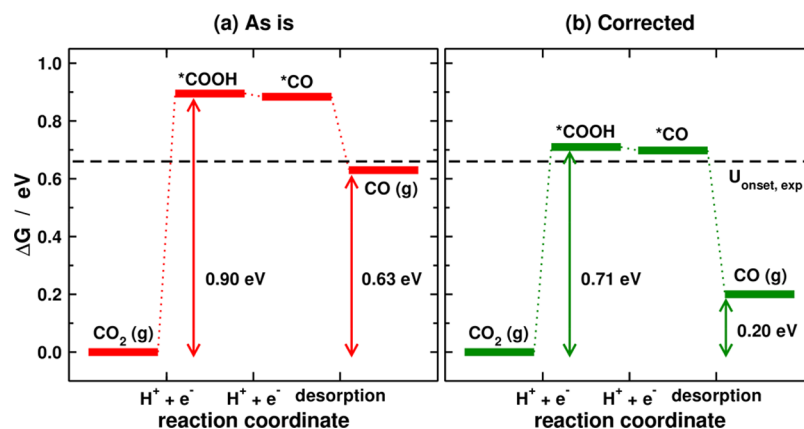 (a) As is
(b) Corrected
ΔG / eV
1.0
0.8
0.6
0.4
0.2
0.0
*COOH
*CO
CO (g)
0.90 eV
0.63 eV
CO₂ (g)
H⁺ + e⁻
H⁺ + e⁻
desorption
reaction coordinate
*COOH
*CO
U onset, exp
CO (g)
0.71 eV
0.20 eV
CO₂ (g)
H⁺ + e⁻
H⁺ + e⁻
desorption
reaction coordinate